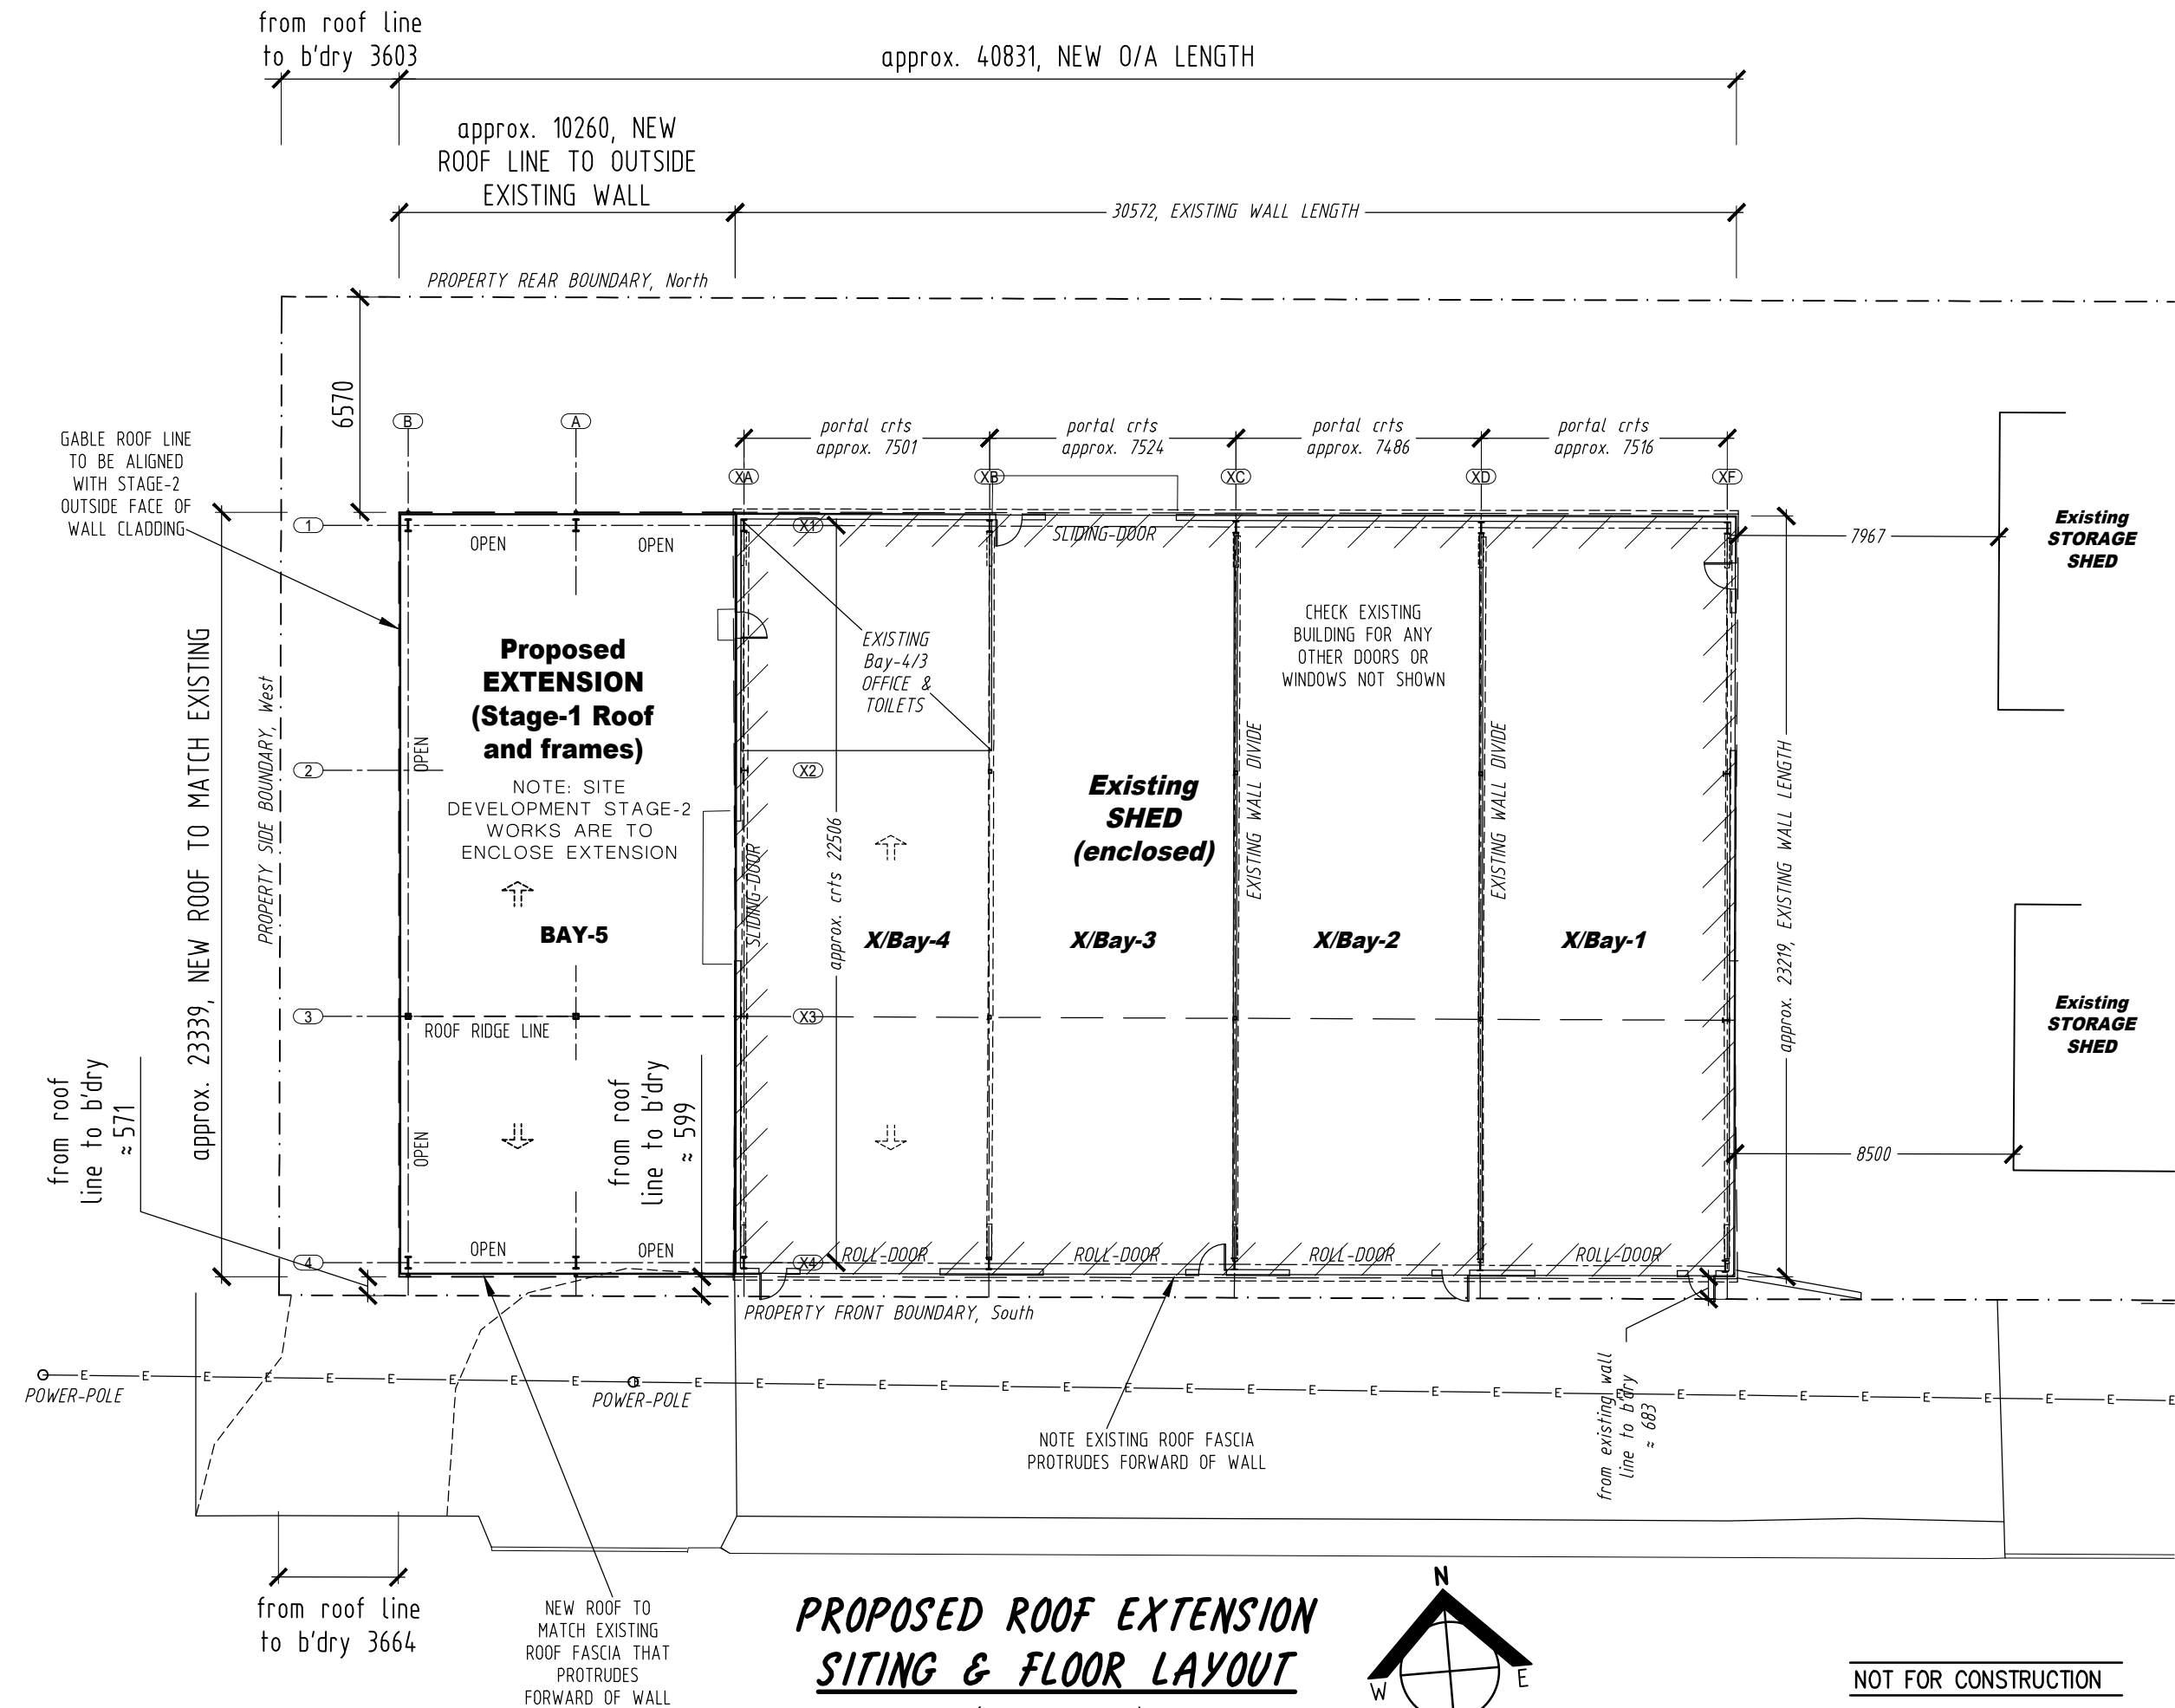 from roof line
to b'dry 3603
approx. 40831, NEW O/A LENGTH
approx. 10260, NEW
ROOF LINE TO OUTSIDE
EXISTING WALL
30572, EXISTING WALL LENGTH
PROPERTY REAR BOUNDARY, North
6570
GABLE ROOF LINE
TO BE ALIGNED
WITH STAGE-2
OUTSIDE FACE OF
WALL CLADDING
B
A
portal crts
approx. 7501
portal crts
approx. 7524
portal crts
approx. 7486
portal crts
approx. 7516
XA
XB
XC
XD
XF
1
X1
OPEN
OPEN
SLIDING-DOOR
7967
Existing
STORAGE
SHED
approx. 23339, NEW ROOF TO MATCH EXISTING
PROPERTY SIDE BOUNDARY, West
OPEN
Proposed
EXTENSION
(Stage-1 Roof
and frames)
NOTE: SITE
DEVELOPMENT STAGE-2
WORKS ARE TO
ENCLOSE EXTENSION
BAY-5
EXISTING
Bay-4/3
OFFICE &
TOILETS
CHECK EXISTING
BUILDING FOR ANY
OTHER DOORS OR
WINDOWS NOT SHOWN
2
X2
SLIDING-DOOR
approx. crts 22506
Existing
SHED
(enclosed)
EXISTING WALL DIVIDE
EXISTING WALL DIVIDE
approx. 23219, EXISTING WALL LENGTH
X/Bay-4
X/Bay-3
X/Bay-2
X/Bay-1
3
X3
ROOF RIDGE LINE
Existing
STORAGE
SHED
from roof
line to b'dry
≈ 571
OPEN
from roof
line to b'dry
≈ 599
8500
4
X4
OPEN
OPEN
ROLL-DOOR
ROLL-DOOR
ROLL-DOOR
ROLL-DOOR
PROPERTY FRONT BOUNDARY, South
E E E E E E E E E E E E E E E E E E E E E E E E E E E E E E E E E E E
POWER-POLE
POWER-POLE
NOTE EXISTING ROOF FASCIA
PROTRUDES FORWARD OF WALL
from existing wall
line to b'dry
≈ 683
from roof line
to b'dry 3664
NEW ROOF TO
MATCH EXISTING
ROOF FASCIA THAT
PROTRUDES
FORWARD OF WALL
PROPOSED ROOF EXTENSION
SITING & FLOOR LAYOUT
N
W
E
NOT FOR CONSTRUCTION